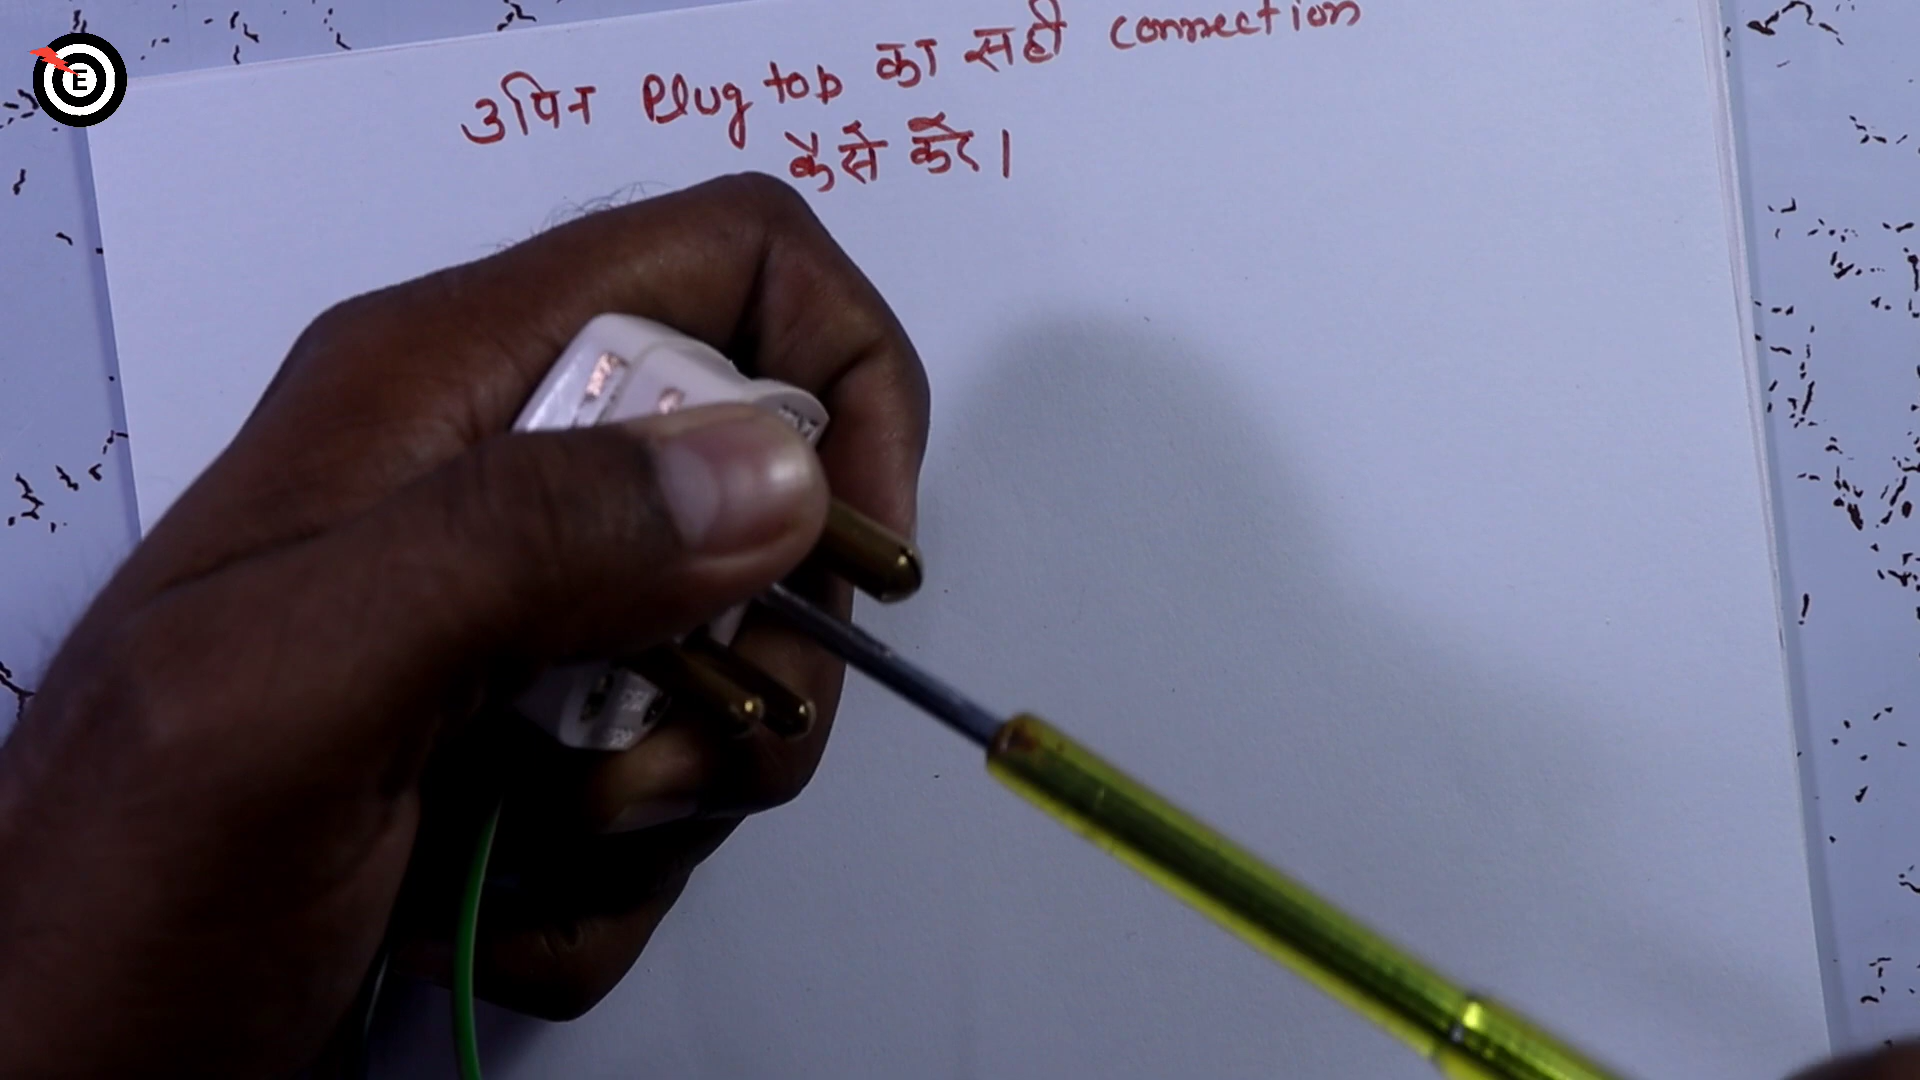 E
3पिन Plug top का सही connection
कैसे करे।